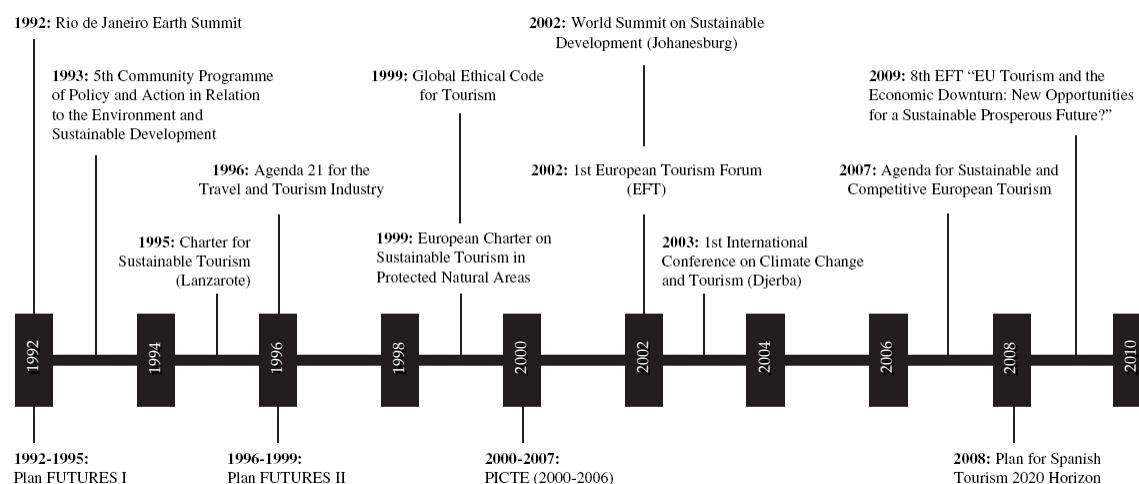 1992: Rio de Janeiro Earth Summit
2002: World Summit on Sustainable
Development (Johanesburg)
1993: 5th Community Programme
of Policy and Action in Relation
to the Environment and
Sustainable Development
1999: Global Ethical Code
for Tourism
2009: 8th EFT “EU Tourism and the
Economic Downturn: New Opportunities
for a Sustainable Prosperous Future?”
1996: Agenda 21 for the
Travel and Tourism Industry
2002: 1st European Tourism Forum
(EFT)
2007: Agenda for Sustainable and
Competitive European Tourism
1995: Charter for
Sustainable Tourism
(Lanzarote)
1999: European Charter on
Sustainable Tourism in
Protected Natural Areas
2003: 1st International
Conference on Climate Change
and Tourism (Djerba)
1992
1994
1996
1998
2000
2002
2004
2006
2008
2010
1992-1995:
Plan FUTURES I
1996-1999:
Plan FUTURES II
2000-2007:
PICTE (2000-2006)
2008: Plan for Spanish
Tourism 2020 Horizon